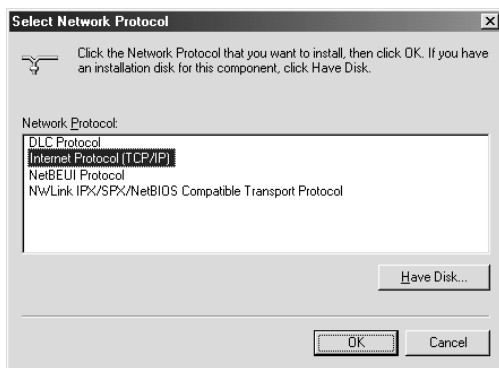 Select Network Protocol
Click the Network Protocol that you want to install, then click OK. If you have
an installation disk for this component, click Have Disk.
Network Protocol:
DLC Protocol
Internet Protocol (TCP/IP)
NetBEUI Protocol
NWLink IPX/SPX/NetBIOS Compatible Transport Protocol
Have Disk...
OK
Cancel